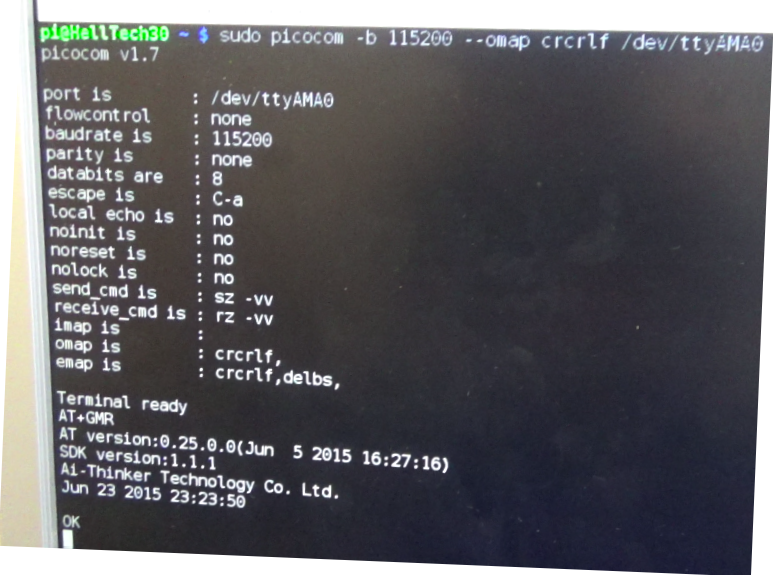 pi@HellTech30 ~ $ sudo picocom -b 115200 --omap crcrlf /dev/ttyAMA0
picocom v1.7
port is : /dev/ttyAMA0
flowcontrol : none
baudrate is : 115200
parity is : none
databits are : 8
escape is : C-a
local echo is : no
noinit is : no
noreset is : no
nolock is : no
send_cmd is : sz -vv
receive_cmd is : rz -vv
imap is :
omap is : crcrlf,
emap is : crcrlf,delbs,
Terminal ready
AT+GMR
AT version:0.25.0.0(Jun  5 2015 16:27:16)
SDK version:1.1.1
Ai-Thinker Technology Co. Ltd.
Jun 23 2015 23:23:50
OK